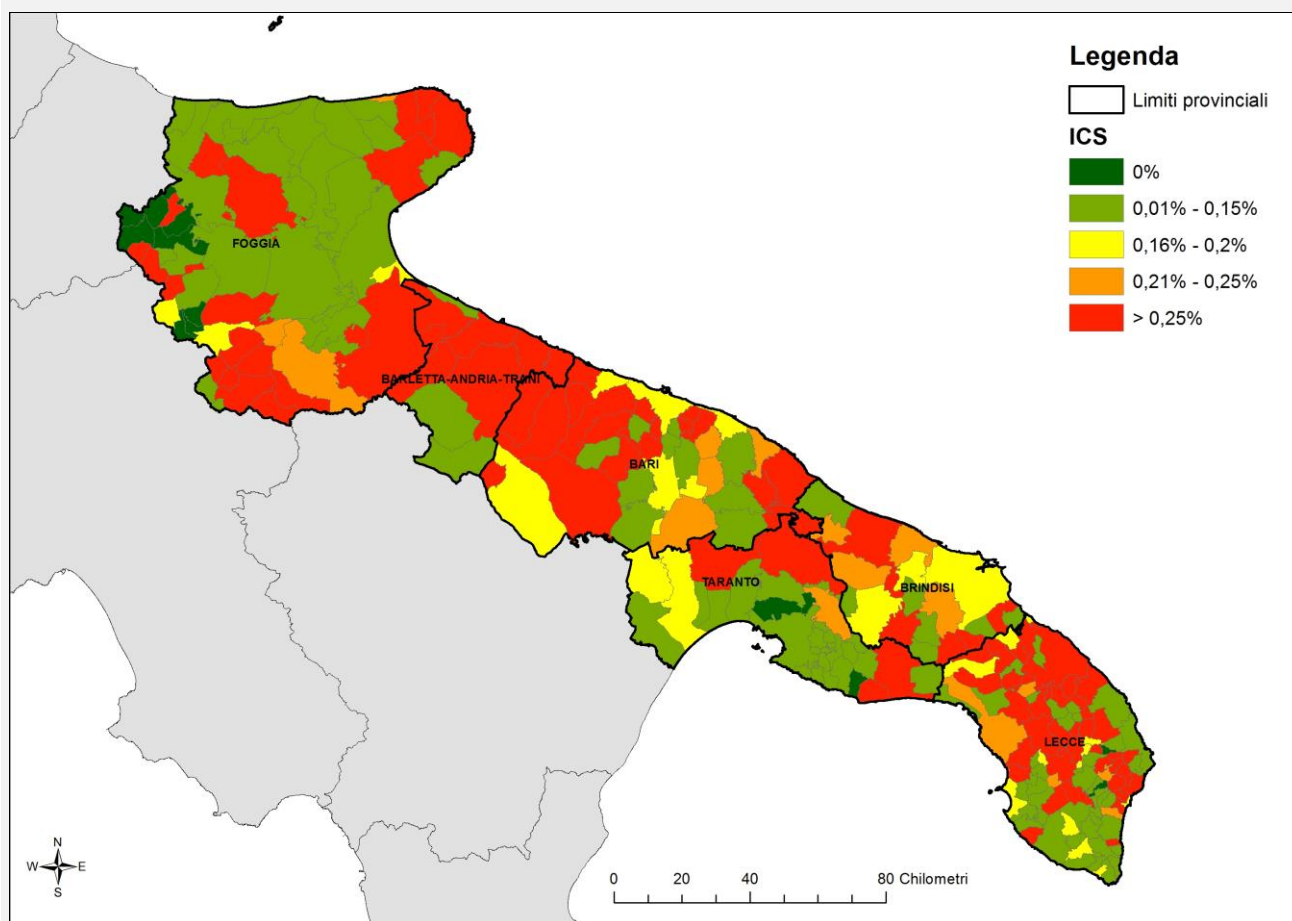 Legenda
Limiti provinciali
ICS
0%
0,01% - 0,15%
0,16% - 0,2%
0,21% - 0,25%
> 0,25%
FOGGIA
BARLETTA-ANDRIA-TRANI
BARI
TARANTO
BRINDISI
LECCE
N
W E
S
0 20 40 80 Chilometri